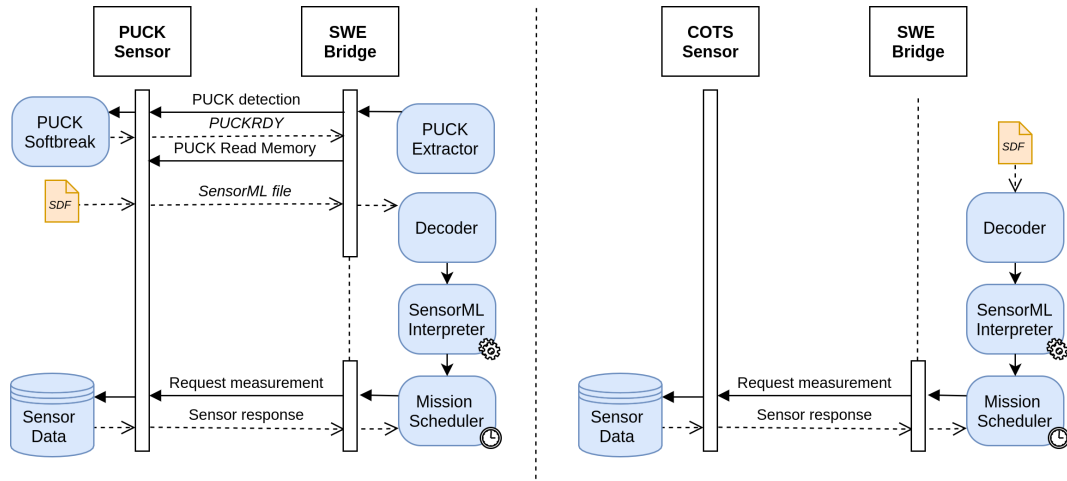 PUCK
Sensor
SWE
Bridge
PUCK detection
PUCKRDY
PUCK Read Memory
PUCK
Softbreak
PUCK
Extractor
SDF
SensorML file
Decoder
SensorML
Interpreter
Request measurement
Sensor response
Sensor
Data
Mission
Scheduler
COTS
Sensor
SWE
Bridge
SDF
Decoder
SensorML
Interpreter
Request measurement
Sensor response
Sensor
Data
Mission
Scheduler